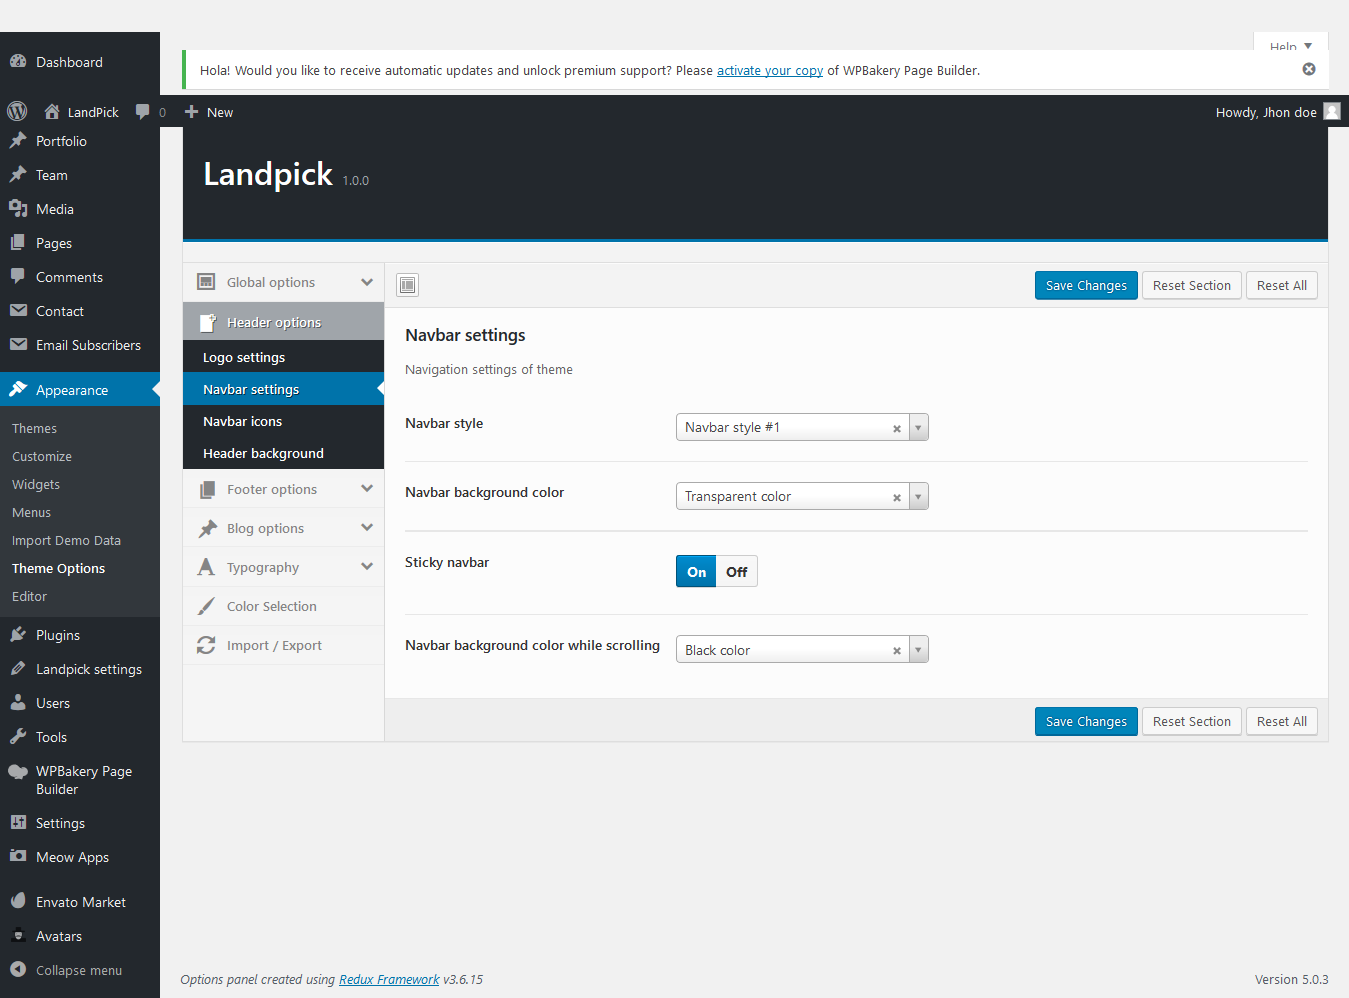 Help
Hola! Would you like to receive automatic updates and unlock premium support? Please activate your copy of WPBakery Page Builder.
LandPick 0 New Howdy, Jhon doe
Dashboard
Portfolio
Team
Media
Pages
Comments
Contact
Email Subscribers
Appearance
Themes
Customize
Widgets
Menus
Import Demo Data
Theme Options
Editor
Plugins
Landpick settings
Users
Tools
WPBakery Page
Builder
Settings
Meow Apps
Envato Market
Avatars
Collapse menu
Landpick 1.0.0
Global options
Header options
Logo settings
Navbar settings
Navbar icons
Header background
Footer options
Blog options
Typography
Color Selection
Import / Export
Save Changes Reset Section Reset All
Navbar settings
Navigation settings of theme
Navbar style Navbar style #1
Navbar background color Transparent color
Sticky navbar On Off
Navbar background color while scrolling Black color
Save Changes Reset Section Reset All
Options panel created using Redux Framework v3.6.15
Version 5.0.3